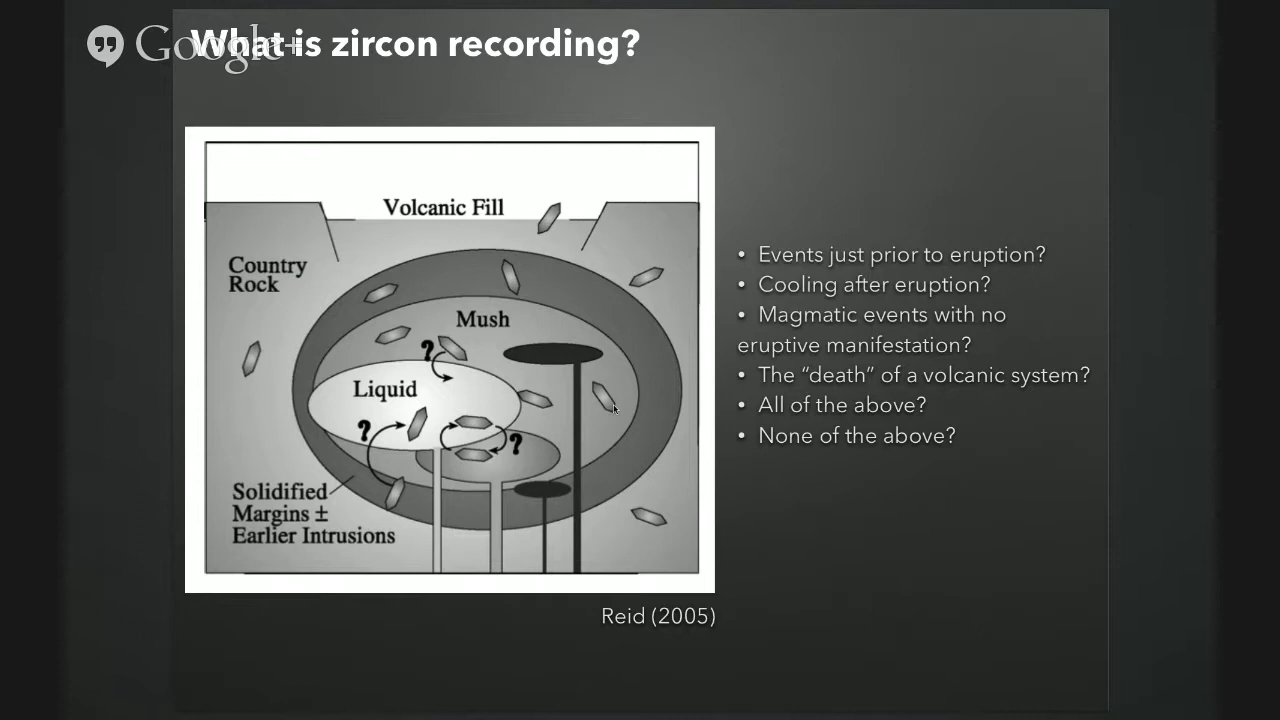 Google+
What is zircon recording?
Volcanic Fill
Country
Rock
Mush
?
Liquid
?
?
Solidified
Margins ±
Earlier Intrusions
• Events just prior to eruption?
• Cooling after eruption?
• Magmatic events with no
eruptive manifestation?
• The “death” of a volcanic system?
• All of the above?
• None of the above?
Reid (2005)